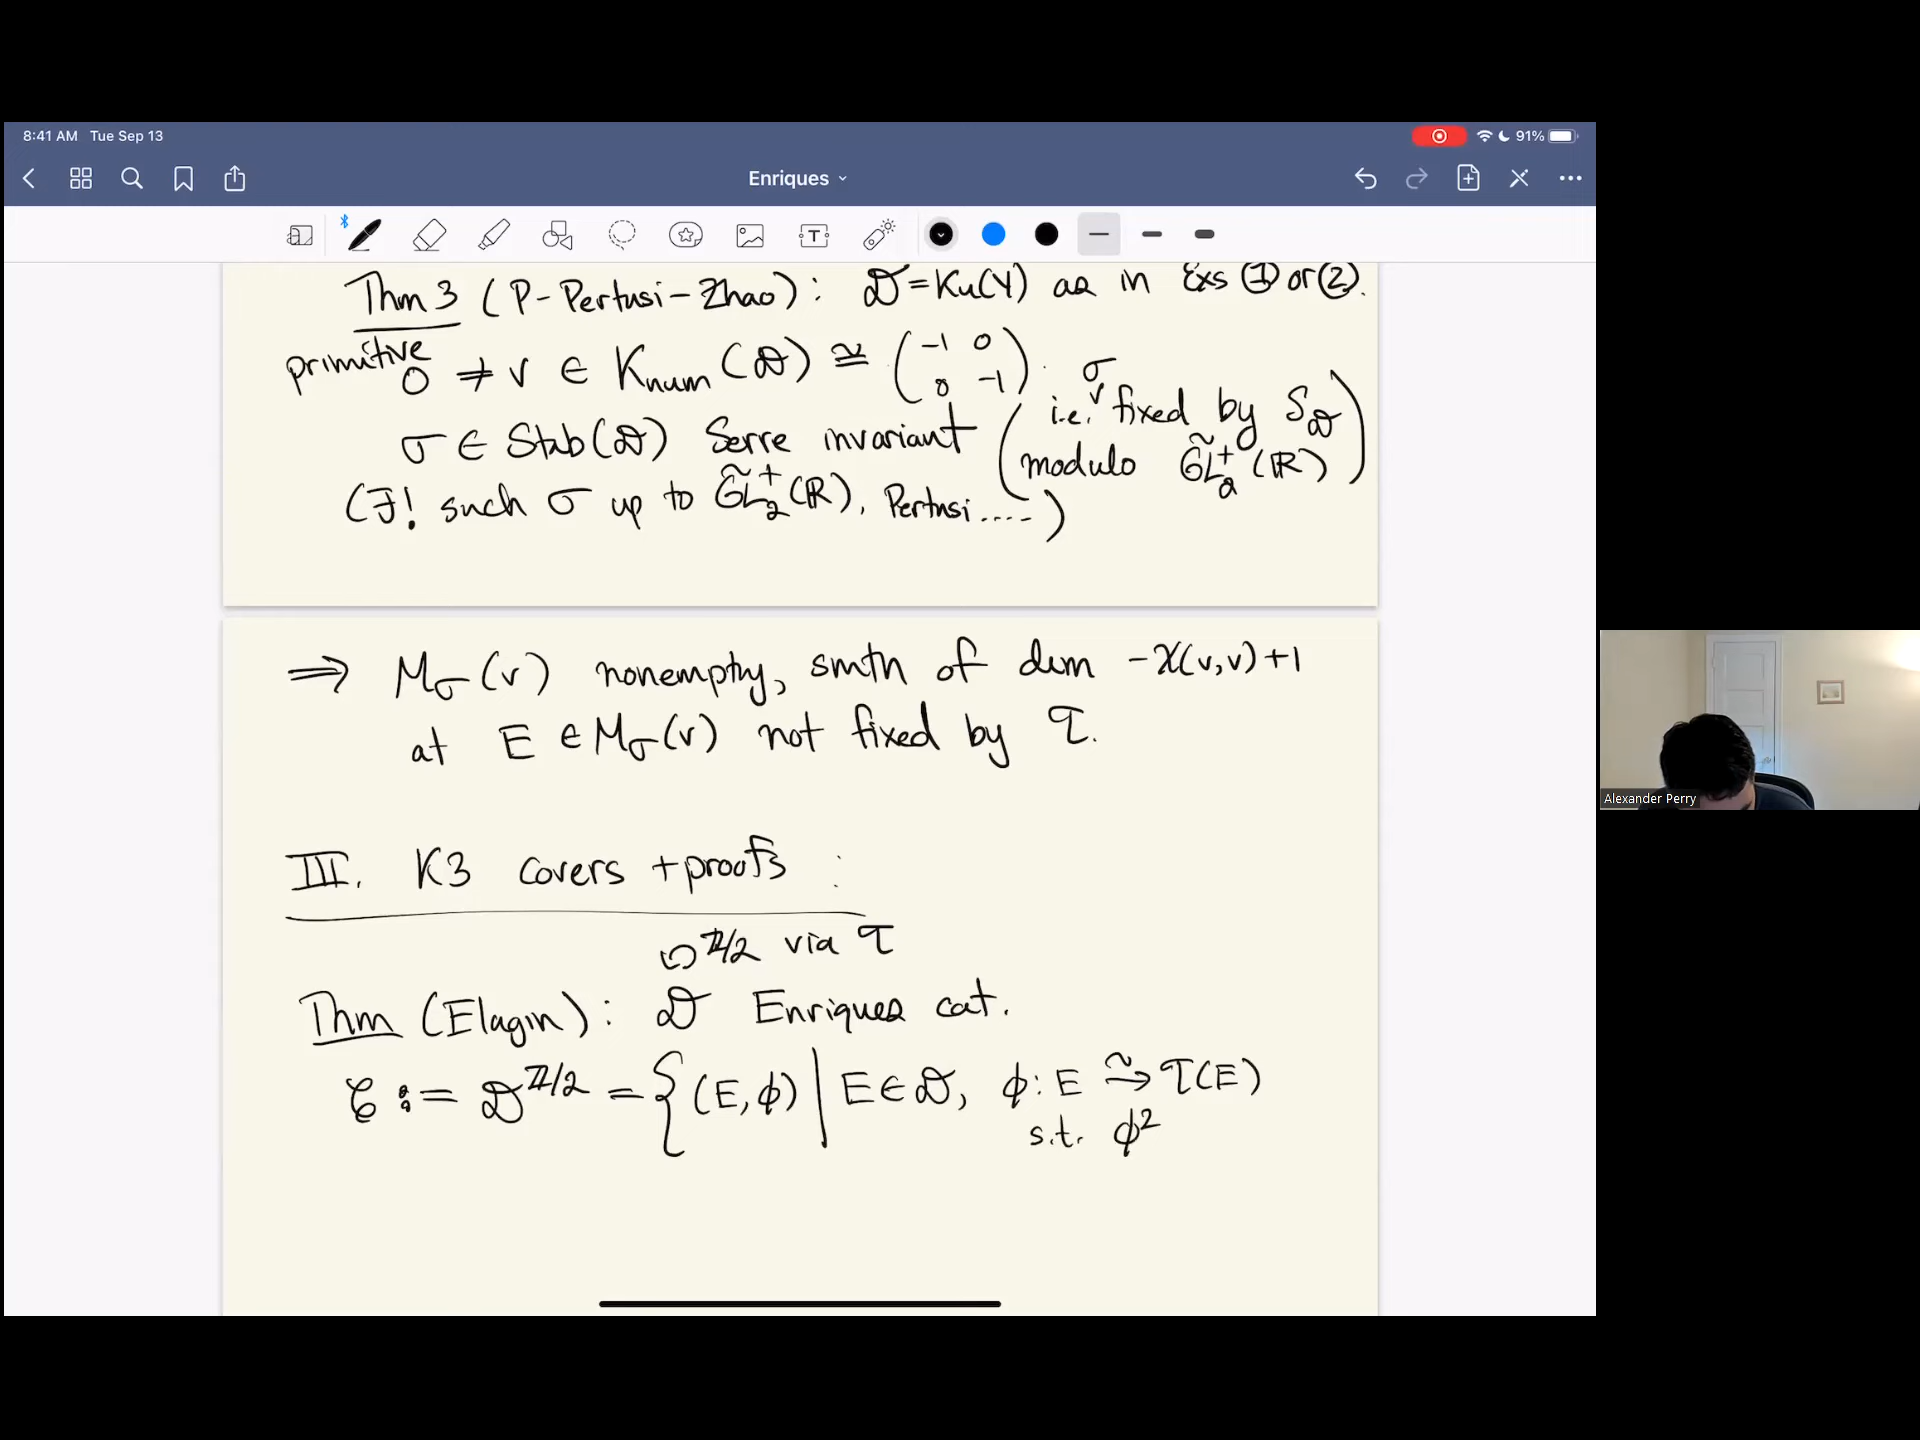 8:41 AM Tue Sep 13
91%
Enriques
Thm 3 (P-Pertusi-Zhao): 𝒟 = Ku(Y) as in Exs ① or ②.
primitive 0 ≠ v ∈ Knum(𝒟) ≅ (-1 0 / 0 -1).
σ ∈ Stab(𝒟) Serre invariant (i.e. σ fixed by S_𝒟 modulo G̃L₂⁺(ℝ))
(∃! such σ up to G̃L₂⁺(ℝ), Pertusi....)
⟹ Mσ(v) nonempty, smth of dim -χ(v,v)+1
at E ∈ Mσ(v) not fixed by τ.
III. K3 covers + proofs :
↻ ℤ/2 via τ
Thm (Elagin): 𝒟 Enriques cat.
𝒞 := 𝒟^{ℤ/2} = { (E, ϕ) | E ∈ 𝒟, ϕ: E ⥲ τ(E)
s.t. ϕ²
Alexander Perry